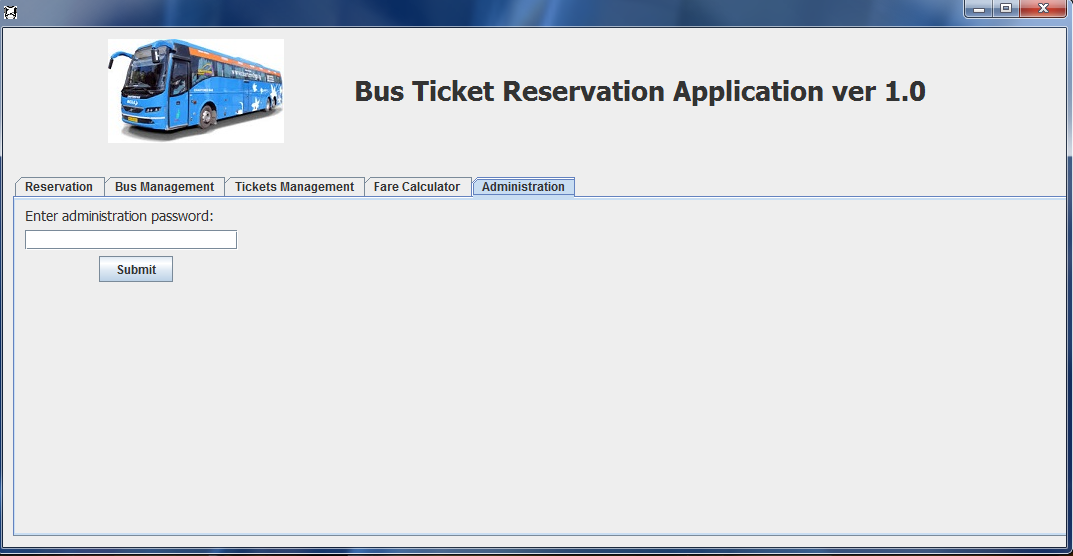 Bus Ticket Reservation Application ver 1.0
Reservation Bus Management Tickets Management Fare Calculator Administration
Enter administration password:
Submit